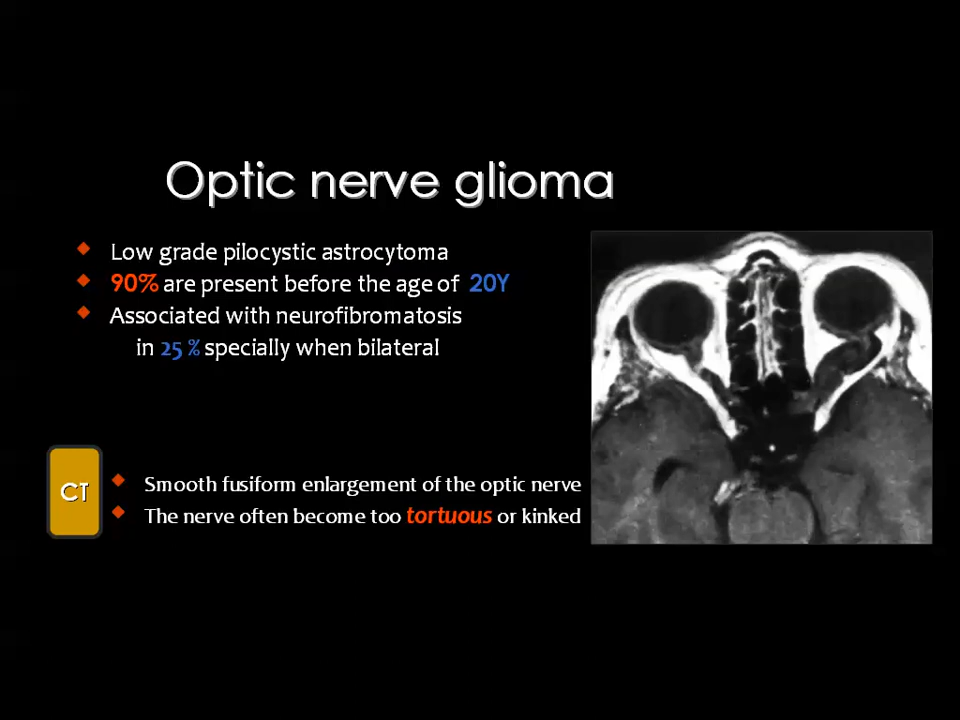 Optic nerve glioma
Low grade pilocystic astrocytoma
90% are present before the age of 20Y
Associated with neurofibromatosis
in 25 % specially when bilateral
CT
Smooth fusiform enlargement of the optic nerve
The nerve often become too tortuous or kinked